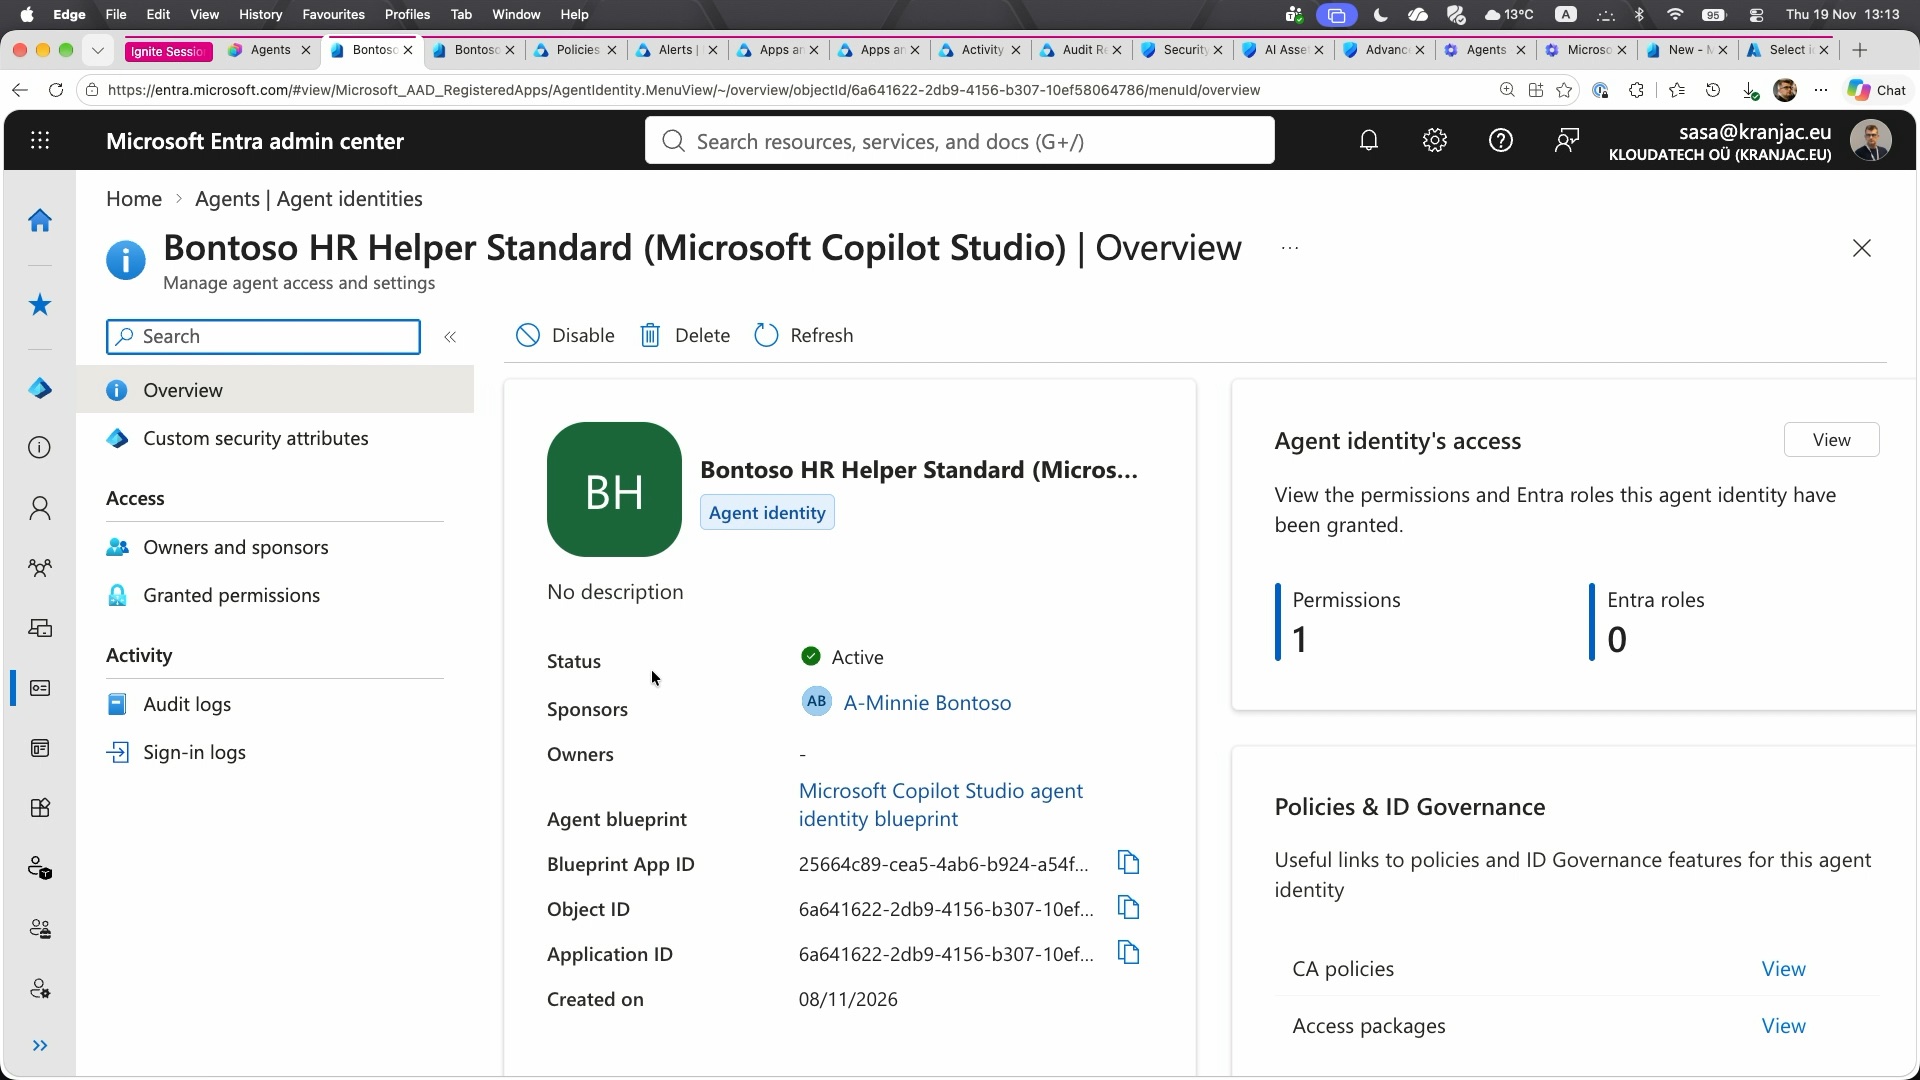 Edge File Edit View History Favourites Profiles Tab Window Help 13°C A 95 Thu 19 Nov 13:13
Ignite Sessio Agents Bontoso Bontoso Policies Alerts | Apps an Apps an Activity Audit Re Security AI Asse Advanc Agents Microso New - M Select i
https://entra.microsoft.com/#view/Microsoft_AAD_RegisteredApps/AgentIdentity.MenuView/~/overview/objectId/6a641622-2db9-4156-b307-10ef58064786/menuId/overview Chat
Microsoft Entra admin center
Search resources, services, and docs (G+/)
sasa@kranjac.eu
KLOUDATECH OÜ (KRANJAC.EU)
Home > Agents | Agent identities
Bontoso HR Helper Standard (Microsoft Copilot Studio) | Overview ...
Manage agent access and settings
Search
Disable Delete Refresh
Overview
Custom security attributes
Access
Owners and sponsors
Granted permissions
Activity
Audit logs
Sign-in logs
BH
Bontoso HR Helper Standard (Micros...
Agent identity
No description
Status Active
Sponsors AB A-Minnie Bontoso
Owners -
Agent blueprint Microsoft Copilot Studio agent
identity blueprint
Blueprint App ID 25664c89-cea5-4ab6-b924-a54f...
Object ID 6a641622-2db9-4156-b307-10ef...
Application ID 6a641622-2db9-4156-b307-10ef...
Created on 08/11/2026
Agent identity's access View
View the permissions and Entra roles this agent identity have
been granted.
Permissions
1
Entra roles
0
Policies & ID Governance
Useful links to policies and ID Governance features for this agent
identity
CA policies View
Access packages View